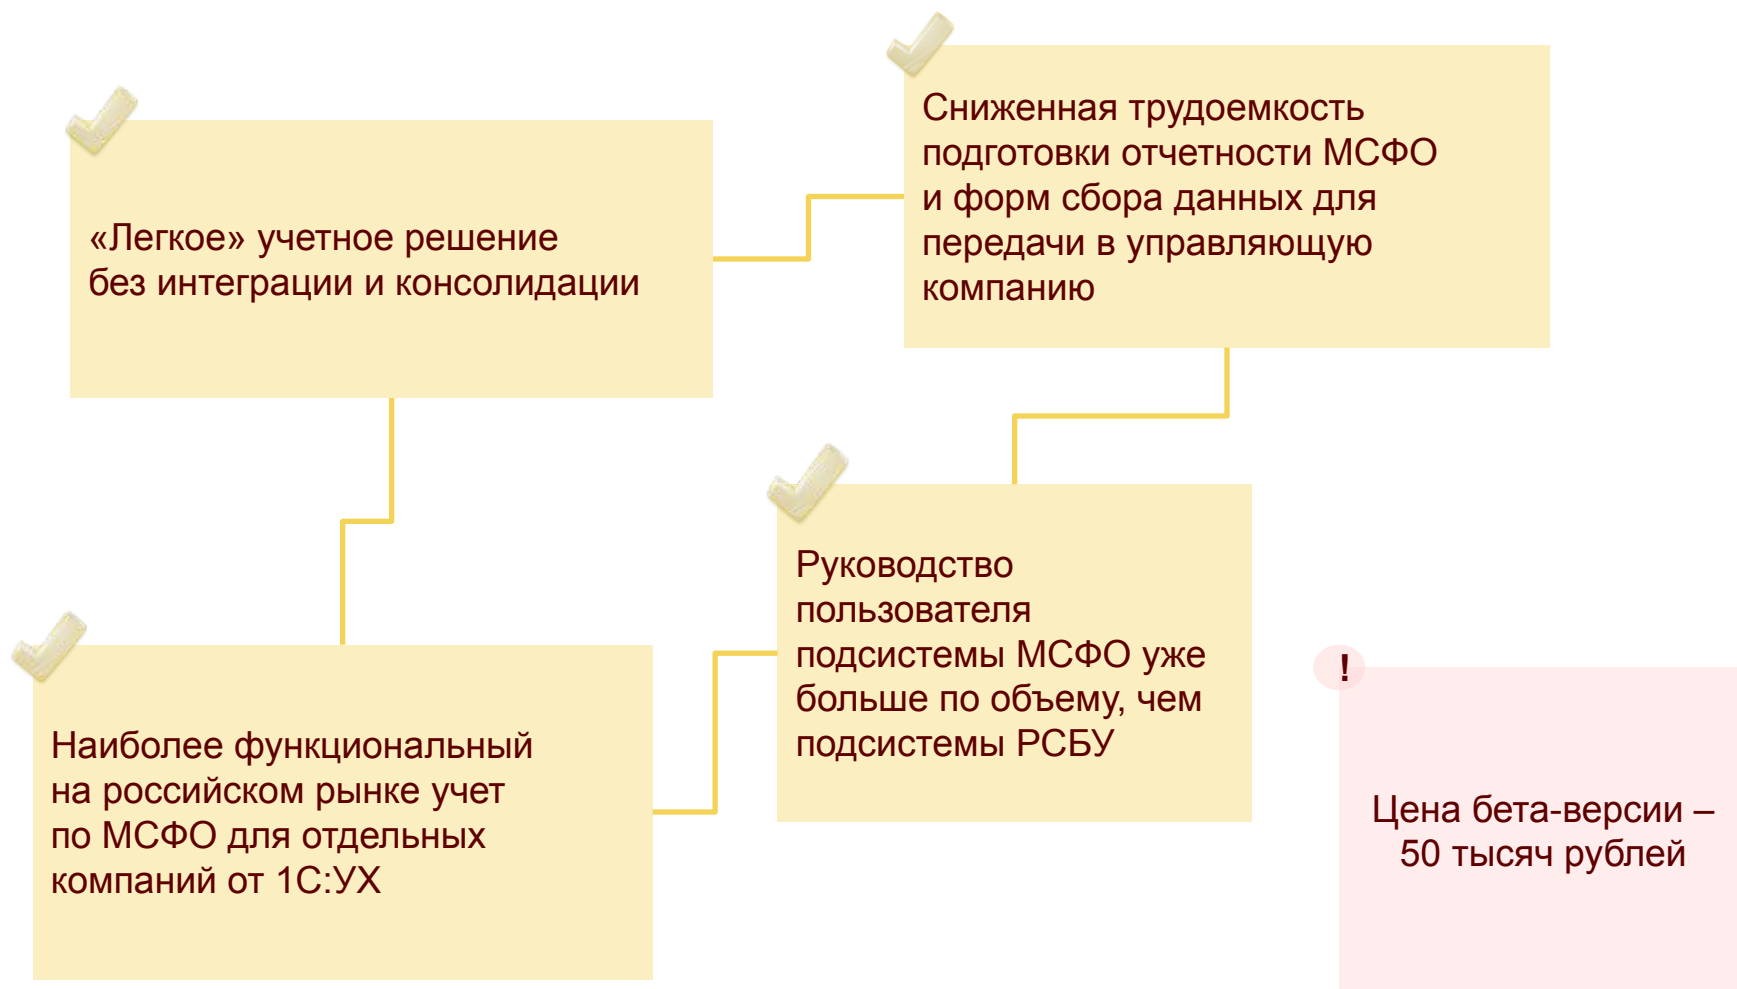 «Легкое» учетное решение
без интеграции и консолидации
Сниженная трудоемкость
подготовки отчетности МСФО
и форм сбора данных для
передачи в управляющую
компанию
Наиболее функциональный
на российском рынке учет
по МСФО для отдельных
компаний от 1С:УХ
Руководство
пользователя
подсистемы МСФО уже
больше по объему, чем
подсистемы РСБУ
!
Цена бета-версии –
50 тысяч рублей